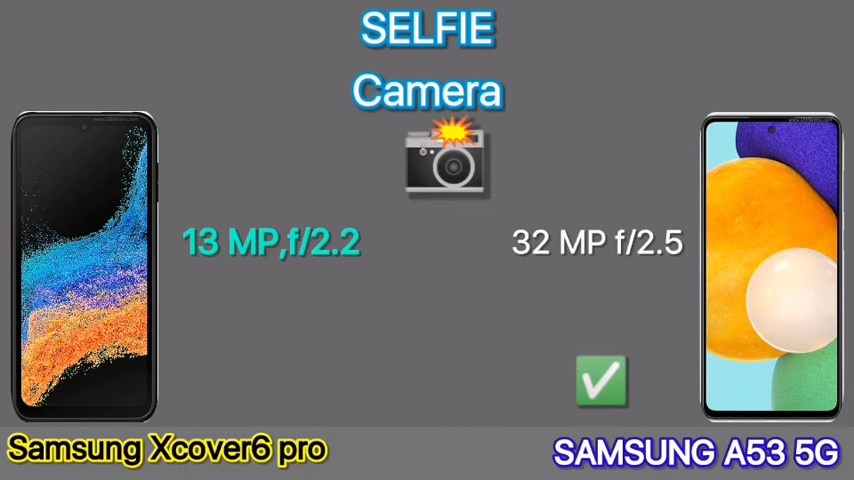 SELFIE
Camera
13 MP,f/2.2
32 MP f/2.5
Samsung Xcover6 pro
SAMSUNG A53 5G